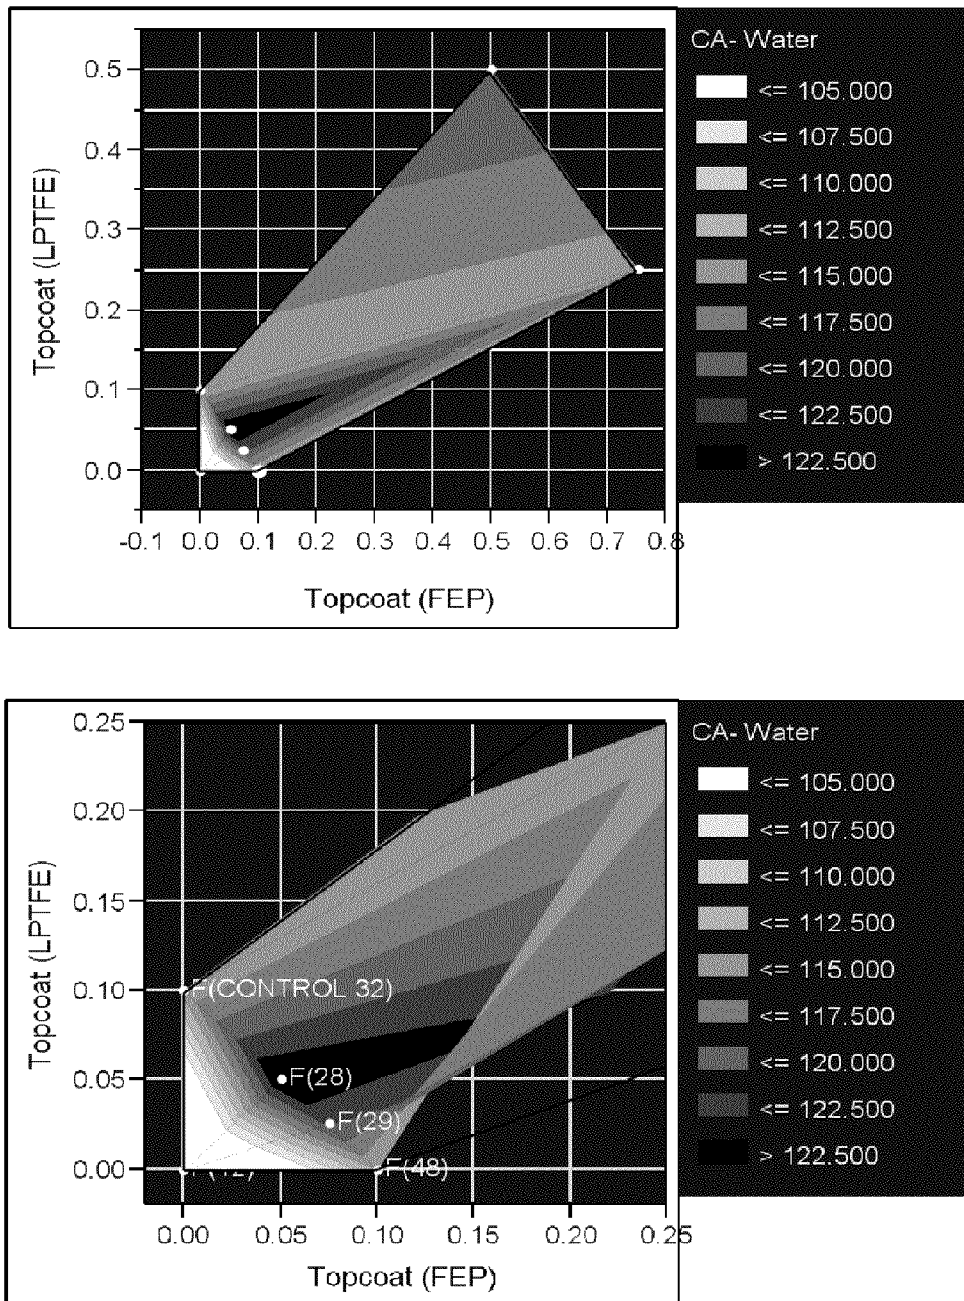 CA- Water
<= 105.000
<= 107.500
<= 110.000
<= 112.500
<= 115.000
<= 117.500
<= 120.000
<= 122.500
> 122.500
Topcoat (LPTFE)
0.5
0.4
0.3
0.2
0.1
0.0
-0.1 0.0 0.1 0.2 0.3 0.4 0.5 0.6 0.7 0.8
Topcoat (FEP)
CA- Water
<= 105.000
<= 107.500
<= 110.000
<= 112.500
<= 115.000
<= 117.500
<= 120.000
<= 122.500
> 122.500
Topcoat (LPTFE)
0.25
0.20
0.15
0.10
0.05
0.00
F(CONTROL 32)
F(28)
F(29)
F(48)
0.00 0.05 0.10 0.15 0.20 0.25
Topcoat (FEP)